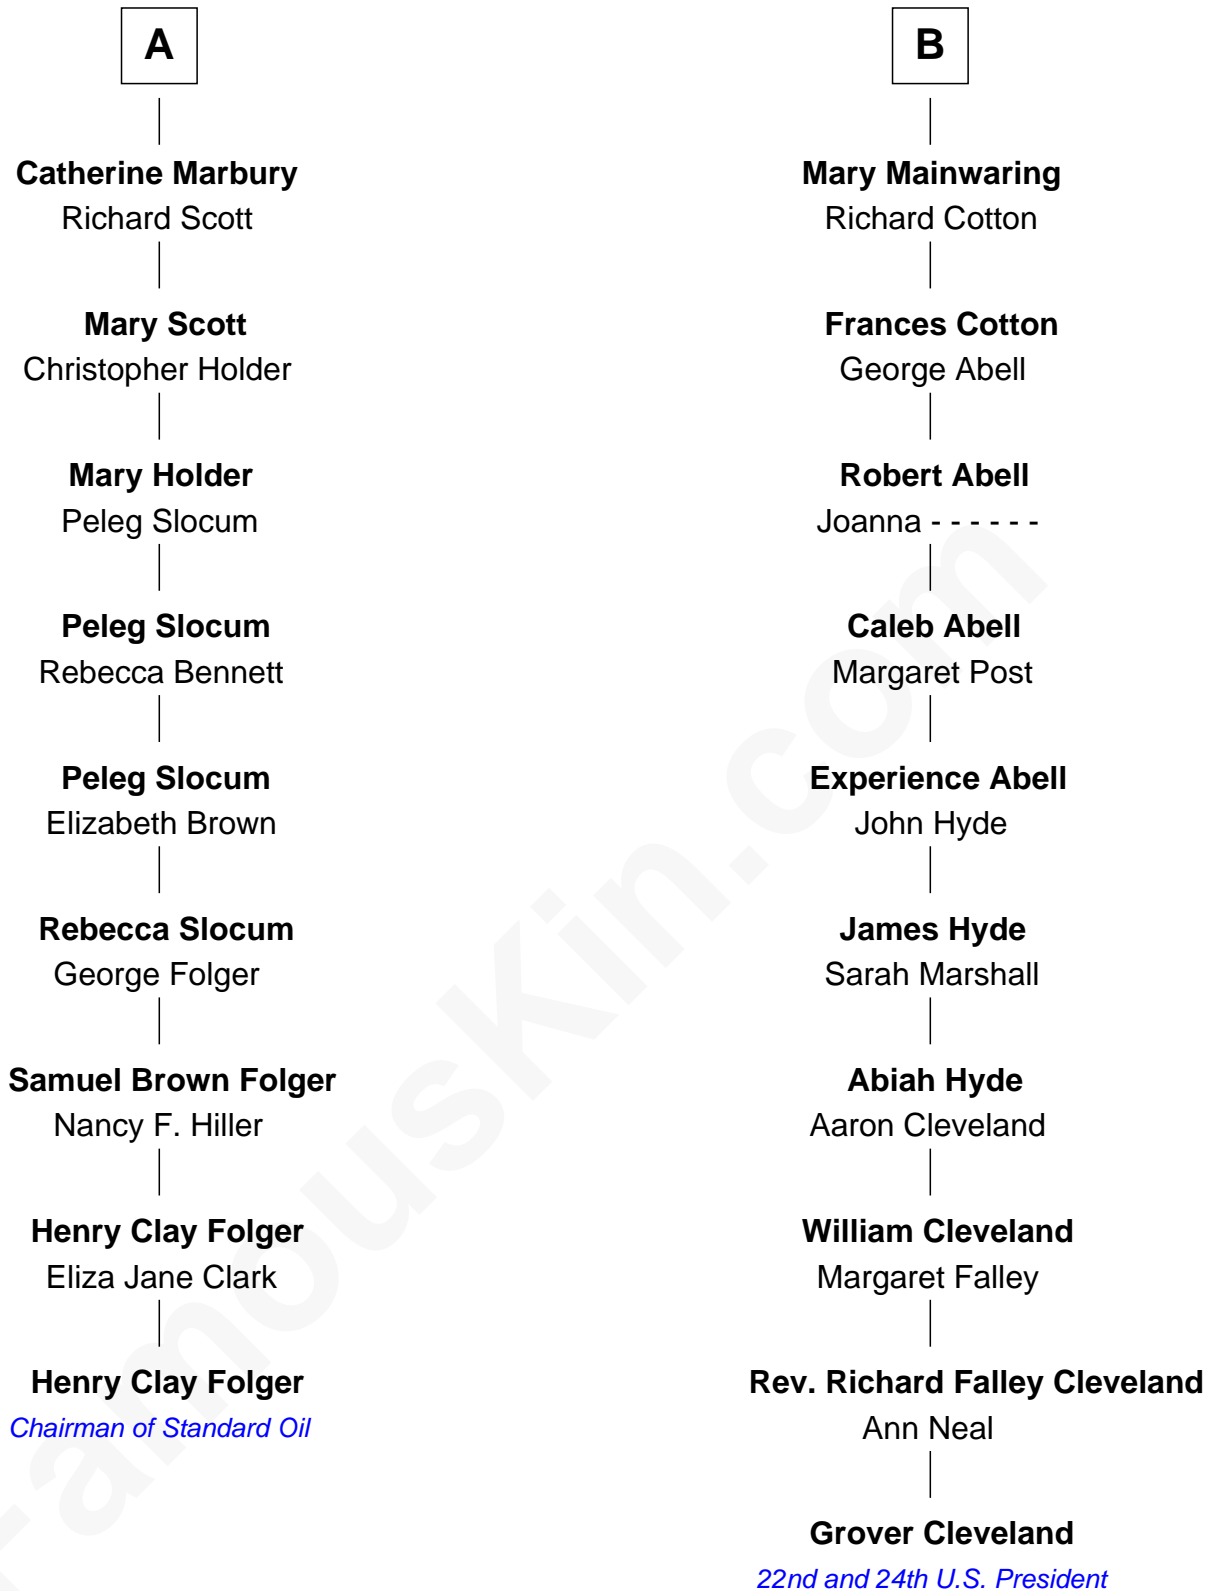 A
Catherine Marbury
Richard Scott
Mary Scott
Christopher Holder
Mary Holder
Peleg Slocum
Peleg Slocum
Rebecca Bennett
Peleg Slocum
Elizabeth Brown
Rebecca Slocum
George Folger
Samuel Brown Folger
Nancy F. Hiller
Henry Clay Folger
Eliza Jane Clark
Henry Clay Folger
Chairman of Standard Oil
B
Mary Mainwaring
Richard Cotton
Frances Cotton
George Abell
Robert Abell
Joanna - - - - - -
Caleb Abell
Margaret Post
Experience Abell
John Hyde
James Hyde
Sarah Marshall
Abiah Hyde
Aaron Cleveland
William Cleveland
Margaret Falley
Rev. Richard Falley Cleveland
Ann Neal
Grover Cleveland
22nd and 24th U.S. President
FamousKin.com